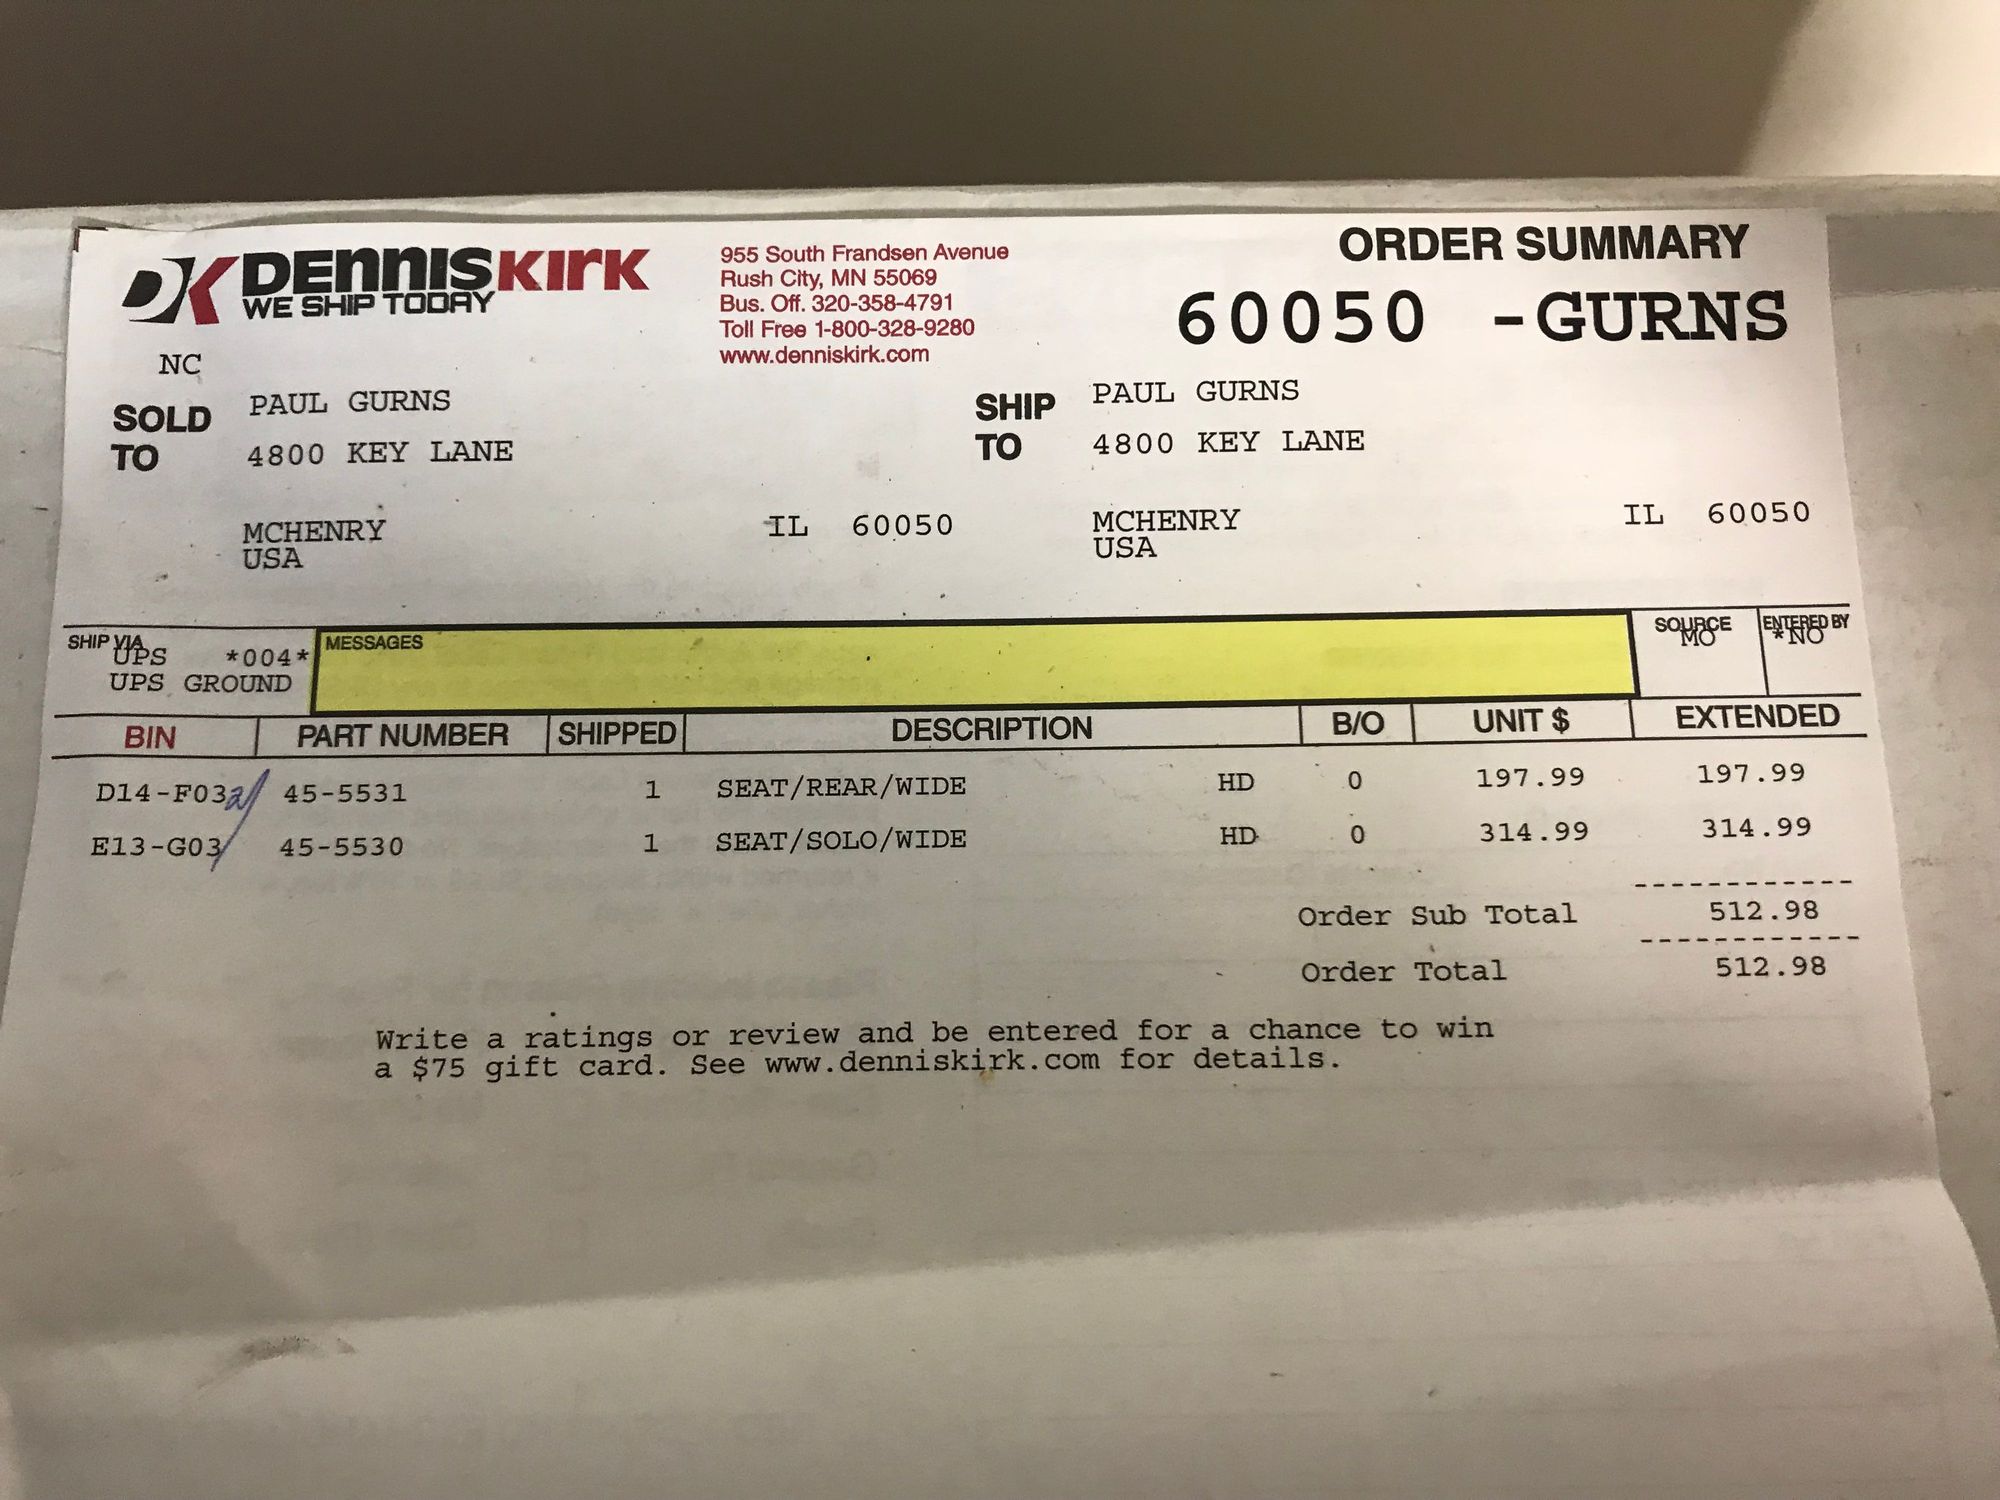 DENNIS KIRK
WE SHIP TODAY
955 South Frandsen Avenue
Rush City, MN 55069
Bus. Off. 320-358-4791
Toll Free 1-800-328-9280
www.denniskirk.com
ORDER SUMMARY
60050 -GURNS
NC
SOLD TO
PAUL GURNS
4800 KEY LANE
MCHENRY IL 60050
USA
SHIP TO
PAUL GURNS
4800 KEY LANE
MCHENRY IL 60050
USA
SHIP VIA
UPS *004*
UPS GROUND
MESSAGES
SOURCE
MO
ENTERED BY
*NO
BIN PART NUMBER SHIPPED DESCRIPTION B/O UNIT $ EXTENDED
D14-F03 2 45-5531 1 SEAT/REAR/WIDE HD 0 197.99 197.99
E13-G03 45-5530 1 SEAT/SOLO/WIDE HD 0 314.99 314.99
------------
Order Sub Total 512.98
------------
Order Total 512.98
Write a ratings or review and be entered for a chance to win
a $75 gift card. See www.denniskirk.com for details.